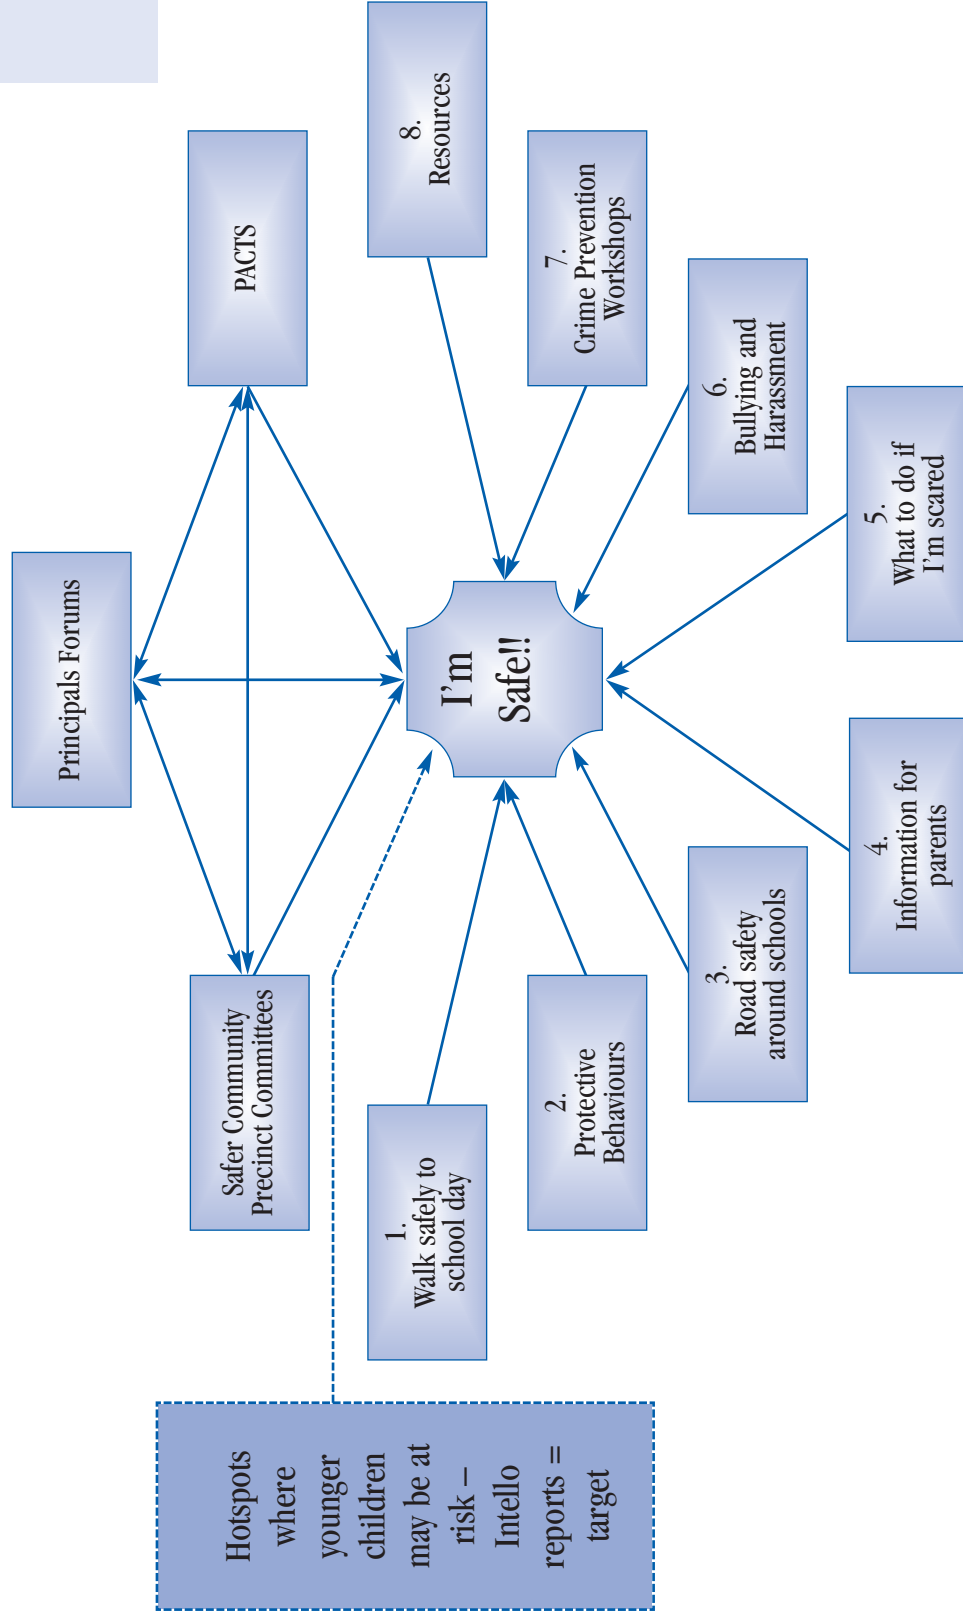 Principals Forums
Safer Community
Precinct Committees
PACTS
Hotspots
where
younger
children
may be at
risk –
Intello
reports =
target
I'm
Safe!!
1.
Walk safely to
school day
2.
Protective
Behaviours
3.
Road safety
around schools
4.
Information for
parents
5.
What to do if
I'm scared
6.
Bullying and
Harassment
7.
Crime Prevention
Workshops
8.
Resources